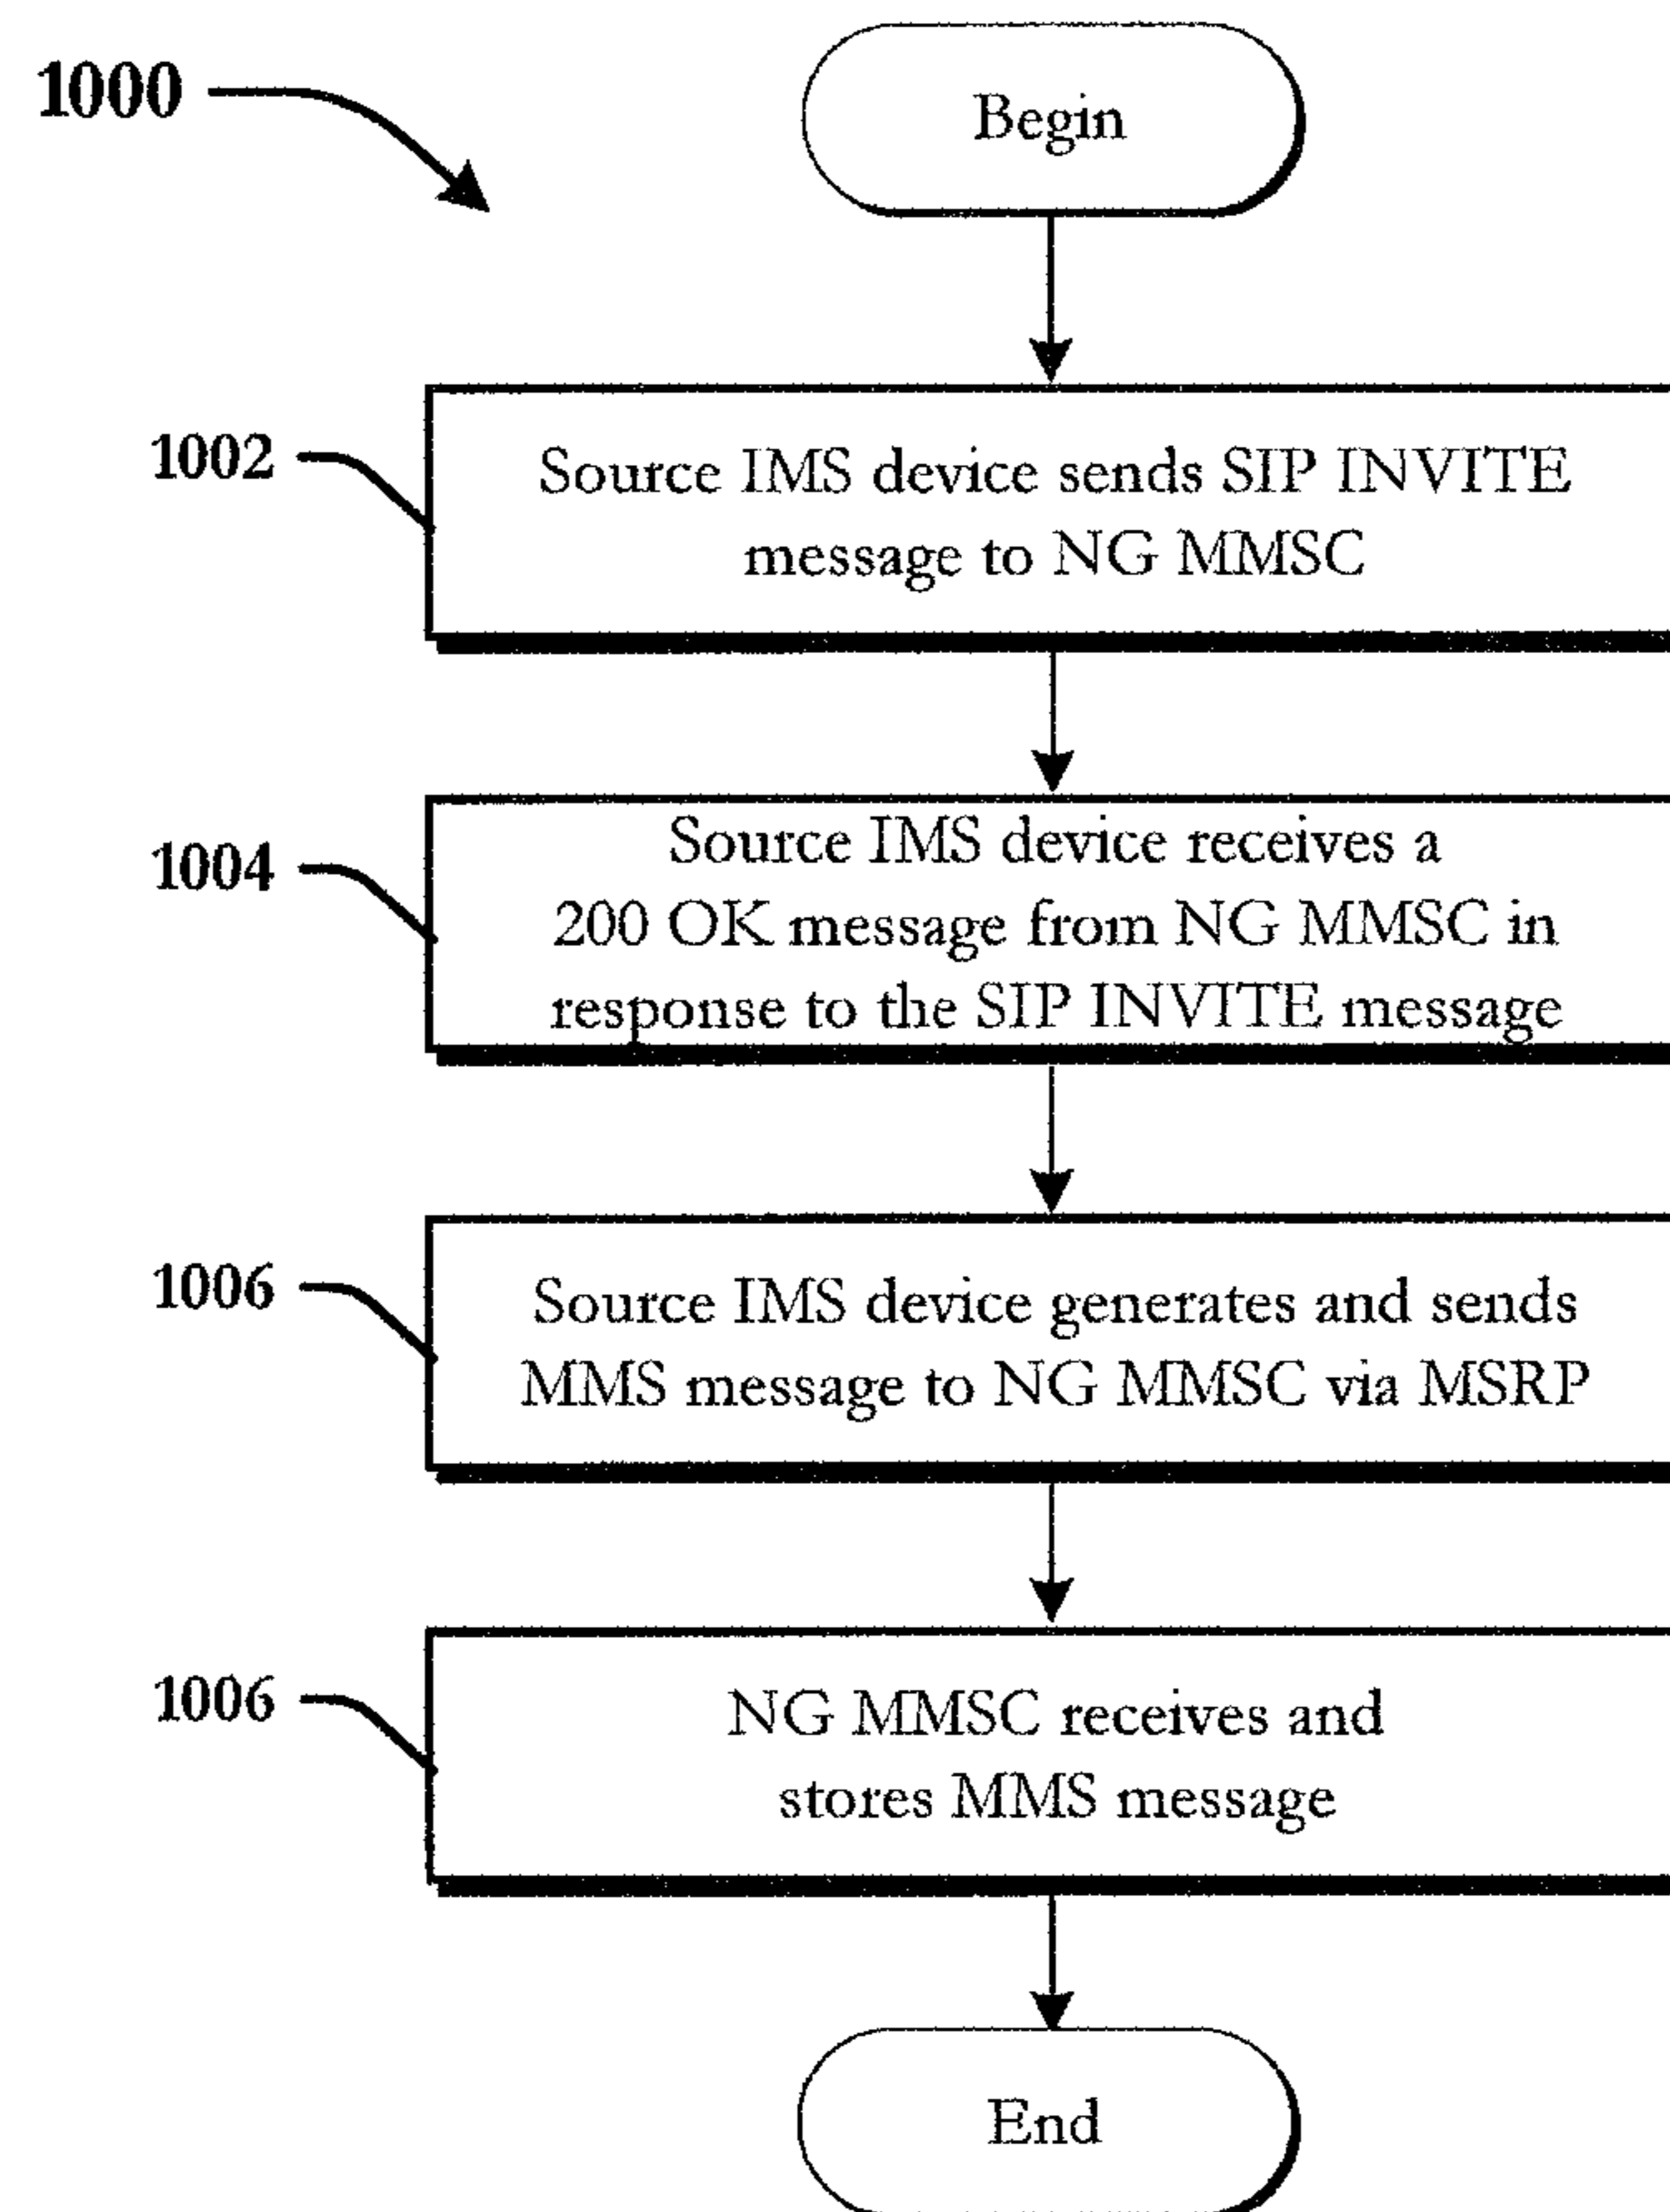 1000
Begin
1002
Source IMS device sends SIP INVITE
message to NG MMSC
1004
Source IMS device receives a
200 OK message from NG MMSC in
response to the SIP INVITE message
1006
Source IMS device generates and sends
MMS message to NG MMSC via MSRP
1006
NG MMSC receives and
stores MMS message
End